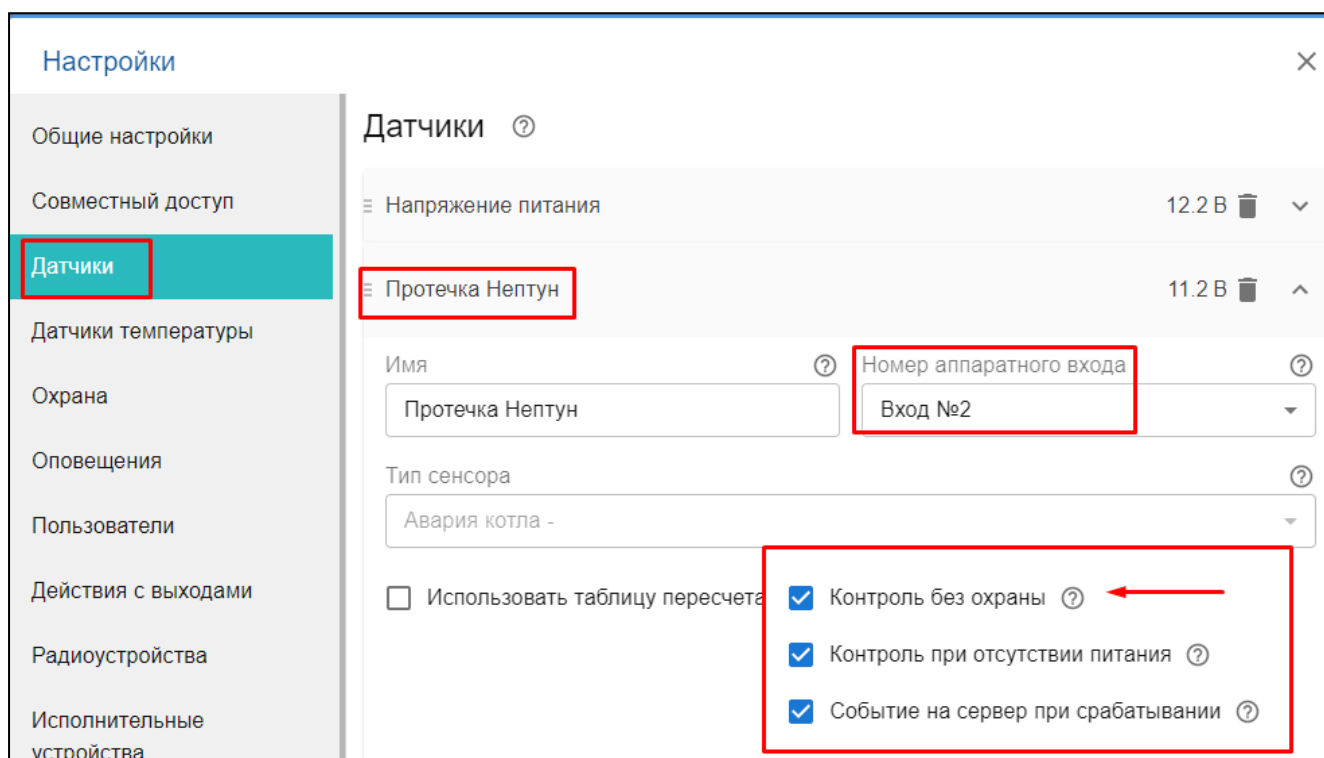 Настройки
Общие настройки
Совместный доступ
Датчики
Датчики температуры
Охрана
Оповещения
Пользователи
Действия с выходами
Радиоустройства
Исполнительные
устройства
Датчики
Напряжение питания 12.2 В
Протечка Нептун 11.2 В
Имя
Протечка Нептун
Номер аппаратного входа
Вход №2
Тип сенсора
Авария котла -
Использовать таблицу пересчета
Контроль без охраны
Контроль при отсутствии питания
Событие на сервер при срабатывании